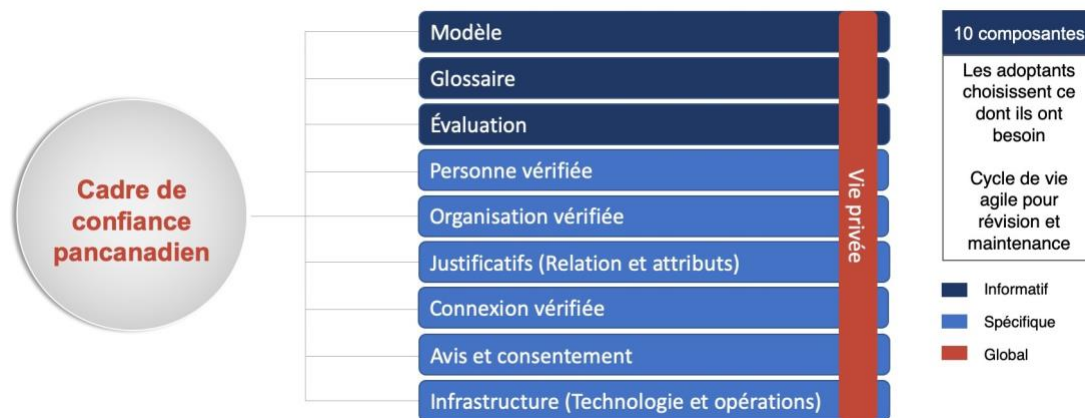 Cadre de
confiance
pancanadien
Modèle
Glossaire
Évaluation
Personne vérifiée
Organisation vérifiée
Justificatifs (Relation et attributs)
Connexion vérifiée
Avis et consentement
Infrastructure (Technologie et opérations)
Vie privée
10 composantes
Les adoptants
choisissent ce
dont ils ont
besoin
Cycle de vie
agile pour
révision et
maintenance
Informatif
Spécifique
Global